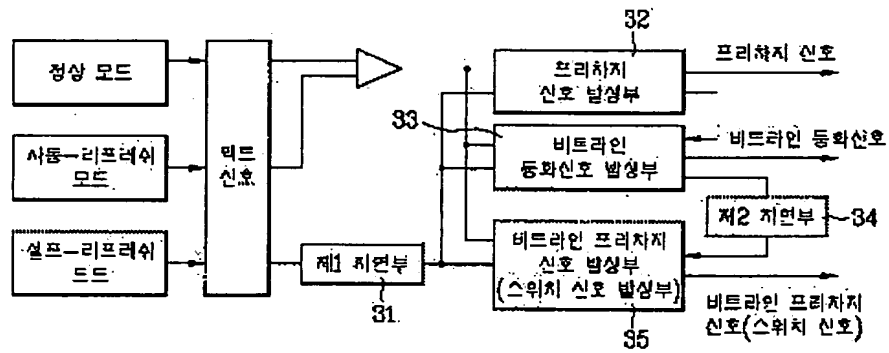 정상 모드
자동-리프레쉬
모드
셀프-리프레쉬
모드
액트
신호
제1 지연부
31
32
프리차지
신호 발생부
프리차지 신호
33
비트라인
등화신호 발생부
비트라인 등화신호
제2 지연부
34
비트라인 프리차지
신호 발생부
(스위치 신호 발생부)
35
비트라인 프리차지
신호(스위치 신호)